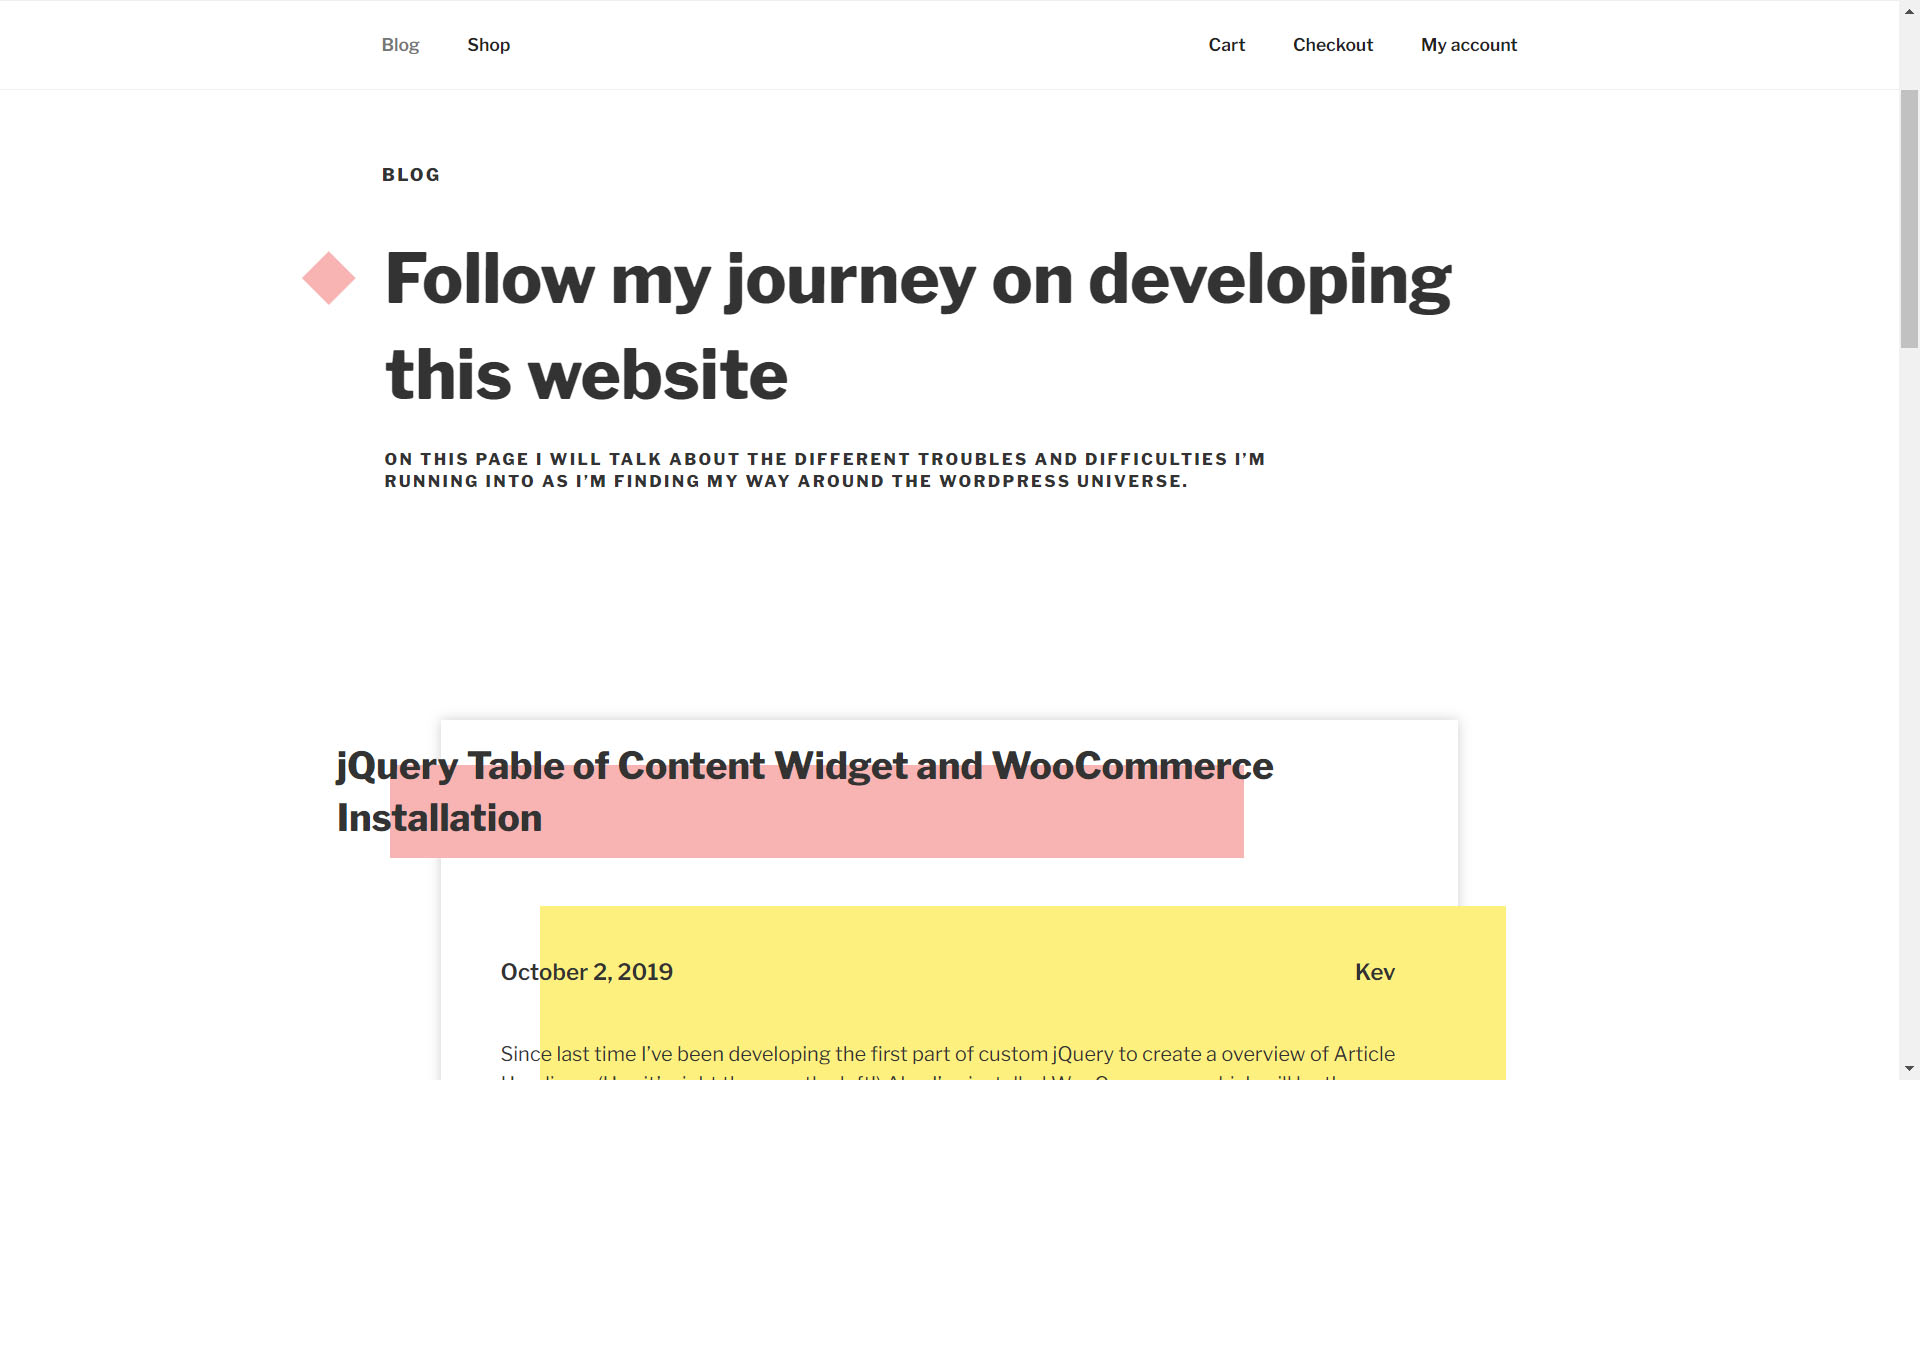 Blog Shop Cart Checkout My account
BLOG
Follow my journey on developing
this website
ON THIS PAGE I WILL TALK ABOUT THE DIFFERENT TROUBLES AND DIFFICULTIES I’M
RUNNING INTO AS I’M FINDING MY WAY AROUND THE WORDPRESS UNIVERSE.
jQuery Table of Content Widget and WooCommerce
Installation
October 2, 2019 Kev
Since last time I’ve been developing the first part of custom jQuery to create a overview of Article